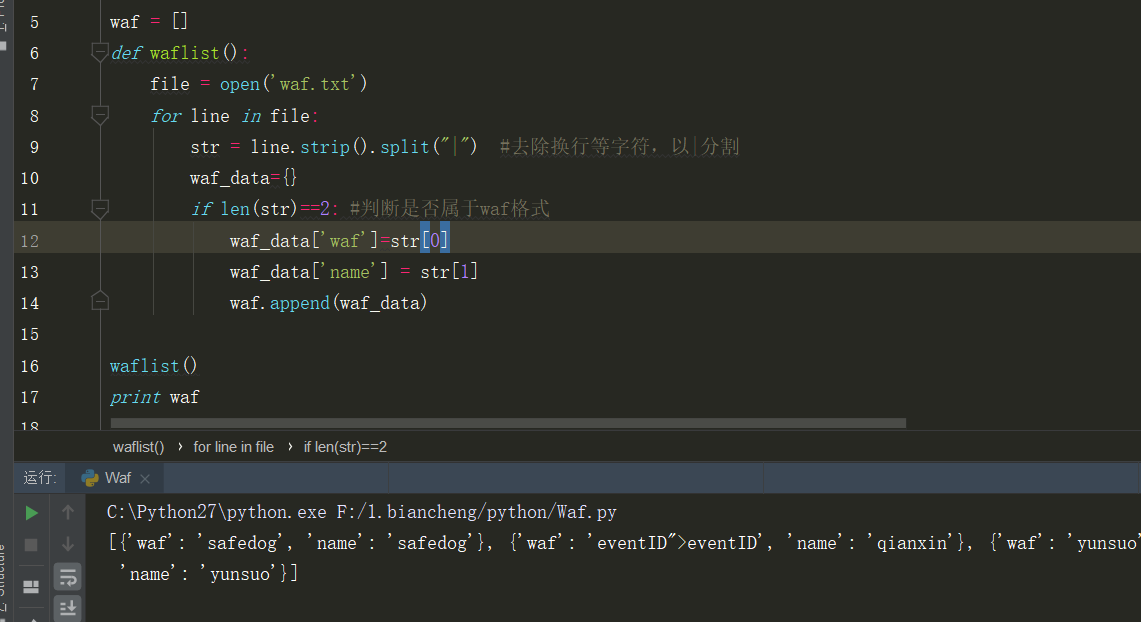 5 waf = []
6 def waflist():
7 file = open('waf.txt')
8 for line in file:
9 str = line.strip().split("|") #去除换行等字符，以|分割
10 waf_data={}
11 if len(str)==2: #判断是否属于waf格式
12 waf_data['waf']=str[0]
13 waf_data['name'] = str[1]
14 waf.append(waf_data)
15
16 waflist()
17 print waf
18
waflist() › for line in file › if len(str)==2
运行: Waf ×
C:\Python27\python.exe F:/1.biancheng/python/Waf.py
[{'waf': 'safedog', 'name': 'safedog'}, {'waf': 'eventID">eventID', 'name': 'qianxin'}, {'waf': 'yunsuo'
'name': 'yunsuo'}]